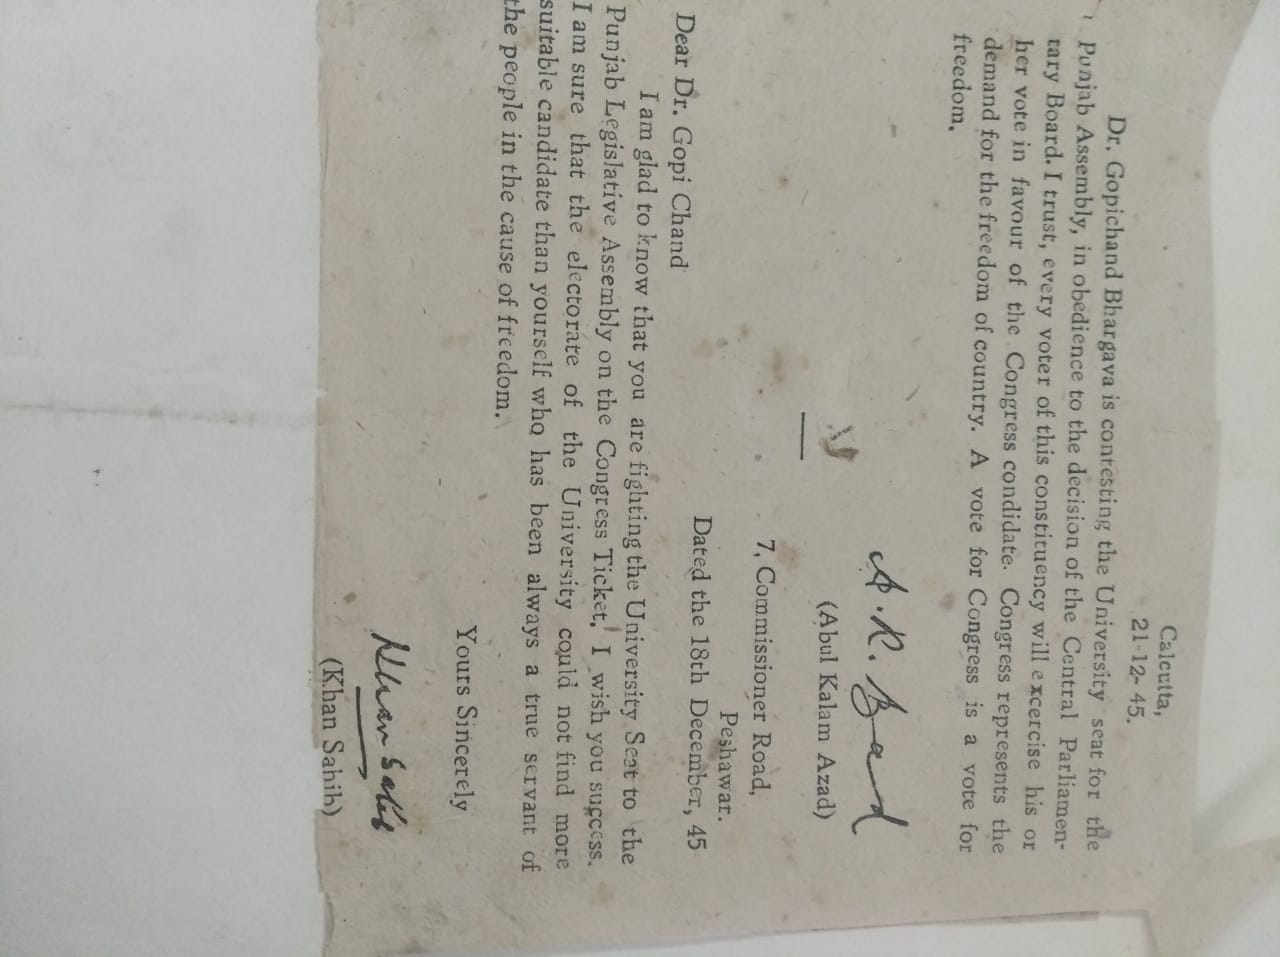 Calcutta,
21-12-45.
Dr. Gopichand Bhargava is contesting the University seat for the
Punjab Assembly, in obedience to the decision of the Central Parliamen-
tary Board. I trust, every voter of this constituency will excercise his or
her vote in favour of the Congress condidate. Congress represents the
demand for the freedom of country. A vote for Congress is a vote for
freedom.
A. K. Azad
(Abul Kalam Azad)
7, Commissioner Road,
Peshawar.
Dated the 18th December, 45
Dear Dr. Gopi Chand
I am glad to know that you are fighting the University Seat to the
Punjab Legislative Assembly on the Congress Ticket. I wish you success.
I am sure that the electorate of the University could not find more
suitable candidate than yourself who has been always a true servant of
the people in the cause of freedom.
Yours Sincerely
Khan Sahib
(Khan Sahib)